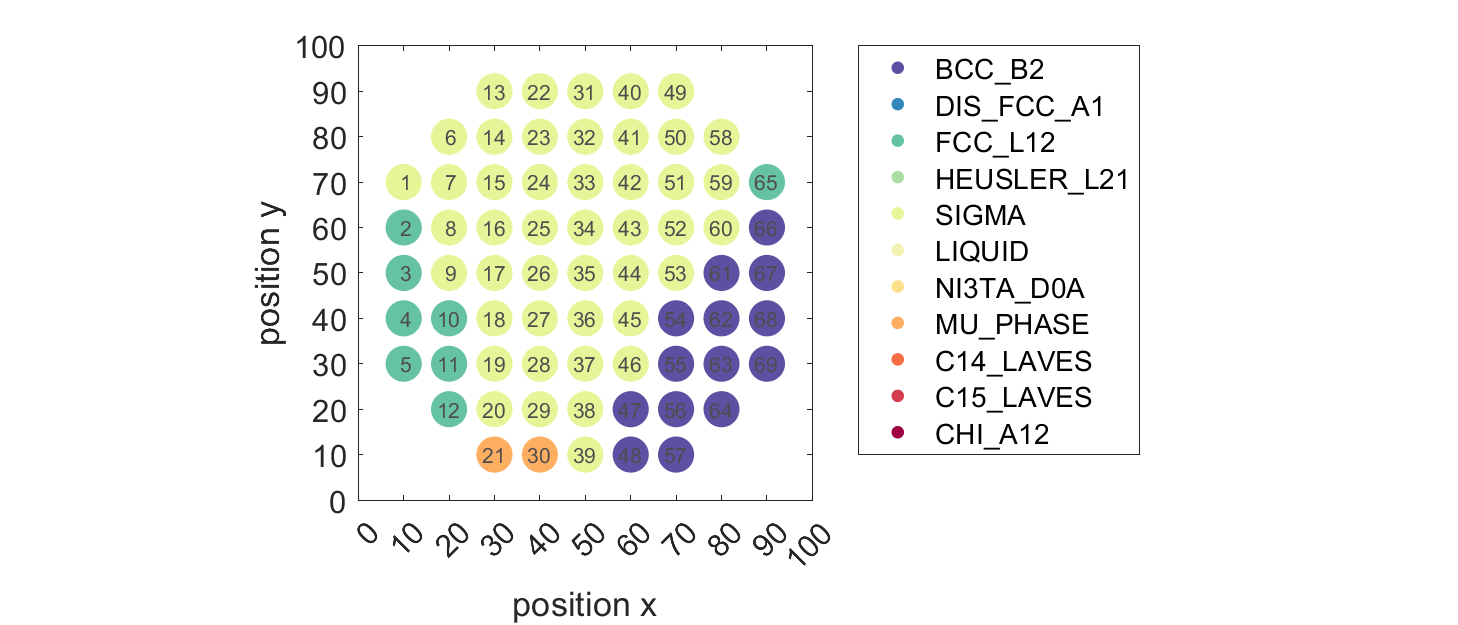 100
90
80
70
60
50
40
30
20
10
0
position y
13 22 31 40 49
6 14 23 32 41 50 58
1 7 15 24 33 42 51 59 65
2 8 16 25 34 43 52 60 66
3 9 17 26 35 44 53 61 67
4 10 18 27 36 45 54 62 68
5 11 19 28 37 46 55 63 69
12 20 29 38 47 56 64
21 30 39 48 57
0 10 20 30 40 50 60 70 80 90 100
position x
BCC_B2
DIS_FCC_A1
FCC_L12
HEUSLER_L21
SIGMA
LIQUID
NI3TA_D0A
MU_PHASE
C14_LAVES
C15_LAVES
CHI_A12